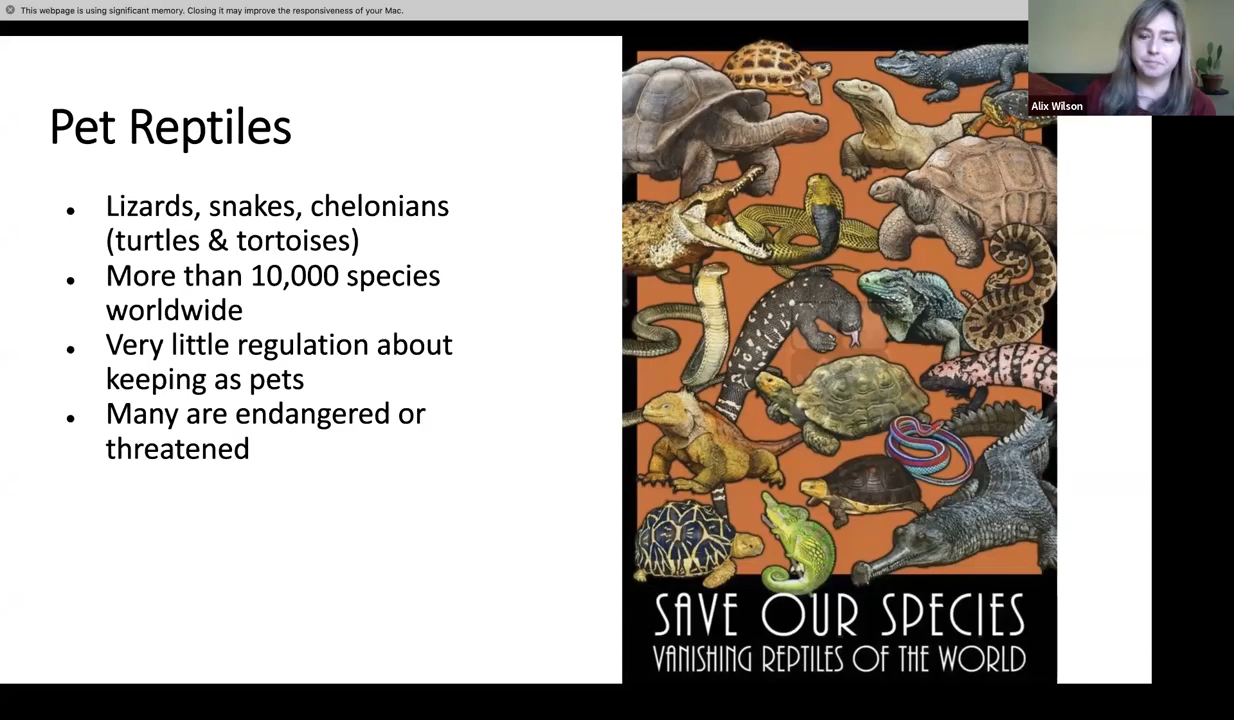 This webpage is using significant memory. Closing it may improve the responsiveness of your Mac.
Alix Wilson
Pet Reptiles
• Lizards, snakes, chelonians
(turtles & tortoises)
• More than 10,000 species
worldwide
• Very little regulation about
keeping as pets
• Many are endangered or
threatened
SAVE OUR SPECIES
VANISHING REPTILES OF THE WORLD